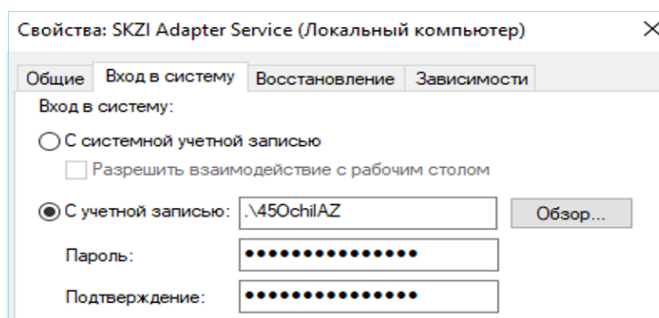 Свойства: SKZI Adapter Service (Локальный компьютер)
Общие Вход в систему Восстановление Зависимости
Вход в систему:
С системной учетной записью
Разрешить взаимодействие с рабочим столом
С учетной записью: .\45OchilAZ Обзор...
Пароль: •••••••••••••••
Подтверждение: •••••••••••••••